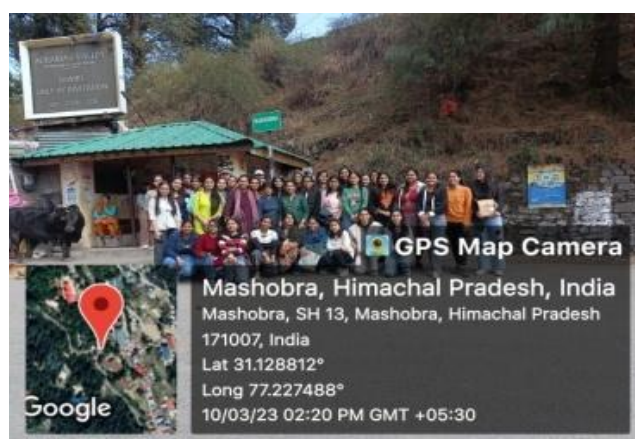 GPS Map Camera
Mashobra, Himachal Pradesh, India
Mashobra, SH 13, Mashobra, Himachal Pradesh
171007, India
Lat 31.128812°
Long 77.227488°
10/03/23 02:20 PM GMT +05:30
Google